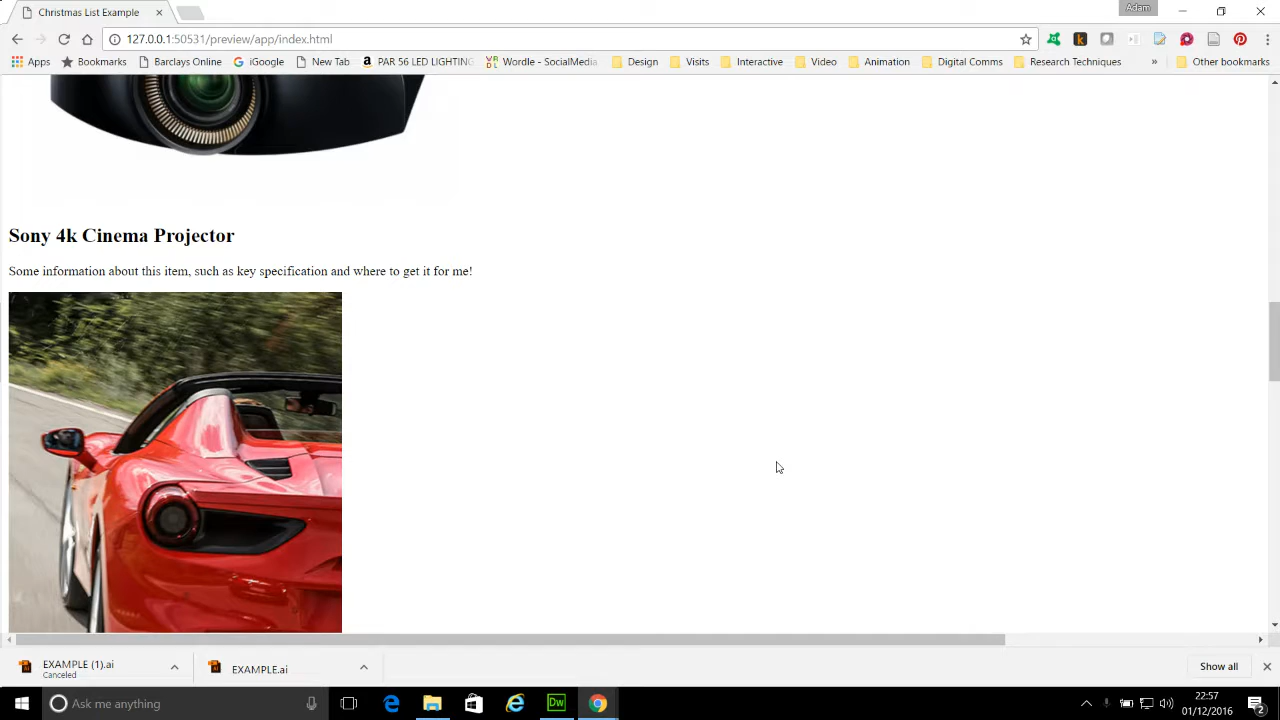 Christmas List Example
Adam
127.0.0.1:50531/preview/app/index.html
Apps
Bookmarks
Barclays Online
iGoogle
New Tab
PAR 56 LED LIGHTING
Wordle - SocialMedia
Design
Visits
Interactive
Video
Animation
Digital Comms
Research Techniques
»
Other bookmarks
Sony 4k Cinema Projector
Some information about this item, such as key specification and where to get it for me!
EXAMPLE (1).ai
Canceled
EXAMPLE.ai
Show all
Ask me anything
Dw
22:57
01/12/2016
2